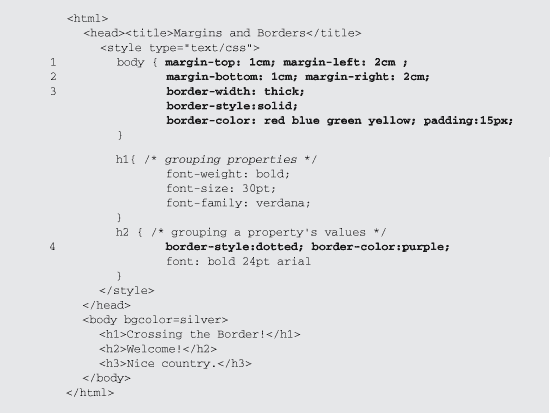 <html>
<head><title>Margins and Borders</title>
<style type="text/css">
1 body { margin-top: 1cm; margin-left: 2cm ;
2 margin-bottom: 1cm; margin-right: 2cm;
3 border-width: thick;
border-style:solid;
border-color: red blue green yellow; padding:15px;
}
h1{ /* grouping properties */
font-weight: bold;
font-size: 30pt;
font-family: verdana;
}
h2 { /* grouping a property's values */
4 border-style:dotted; border-color:purple;
font: bold 24pt arial
}
</style>
</head>
<body bgcolor=silver>
<h1>Crossing the Border!</h1>
<h2>Welcome!</h2>
<h3>Nice country.</h3>
</body>
</html>